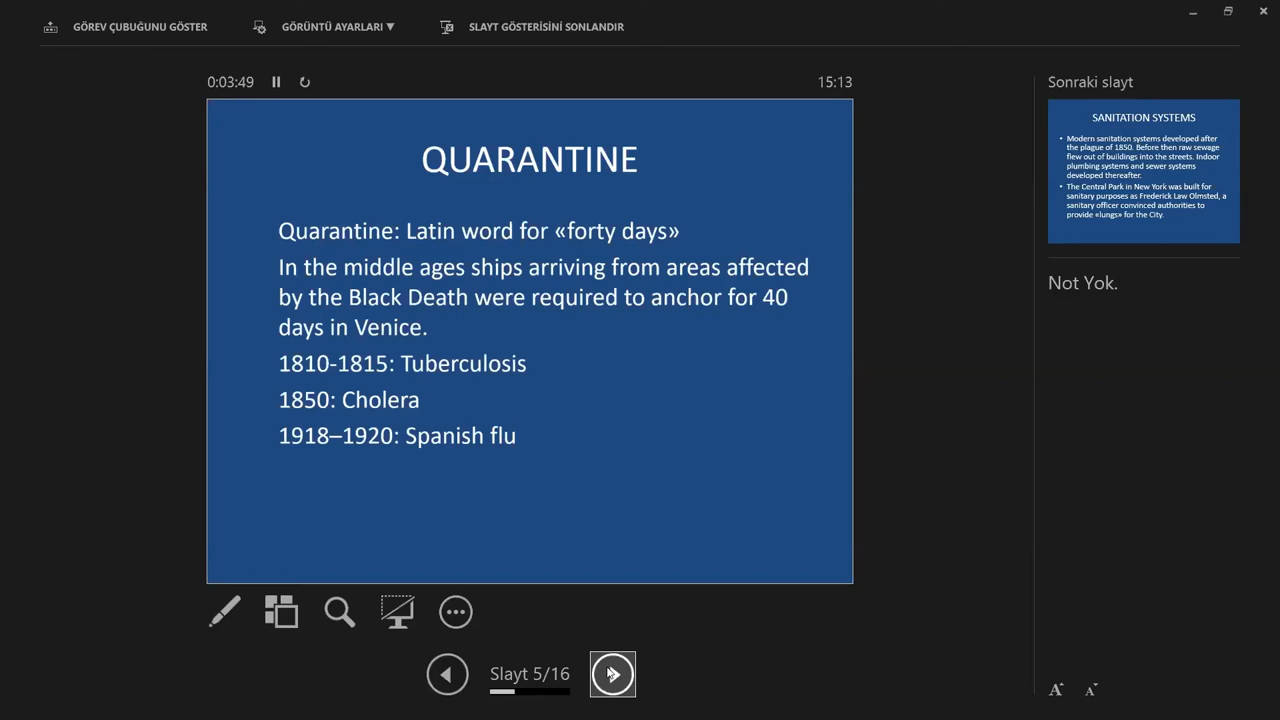 GÖREV ÇUBUĞUNU GÖSTER
GÖRÜNTÜ AYARLARI ▼
SLAYT GÖSTERİSİNİ SONLANDIR
0:03:49
15:13
QUARANTINE
Quarantine: Latin word for «forty days»
In the middle ages ships arriving from areas affected
by the Black Death were required to anchor for 40
days in Venice.
1810-1815: Tuberculosis
1850: Cholera
1918–1920: Spanish flu
Slayt 5/16
Sonraki slayt
SANITATION SYSTEMS
• Modern sanitation systems developed after
the plague of 1850. Before then raw sewage
flew out of buildings into the streets. Indoor
plumbing systems and sewer systems
developed thereafter.
• The Central Park in New York was built for
sanitary purposes as Frederick Law Olmsted, a
sanitary officer convinced authorities to
provide «lungs» for the City.
Not Yok.
A A